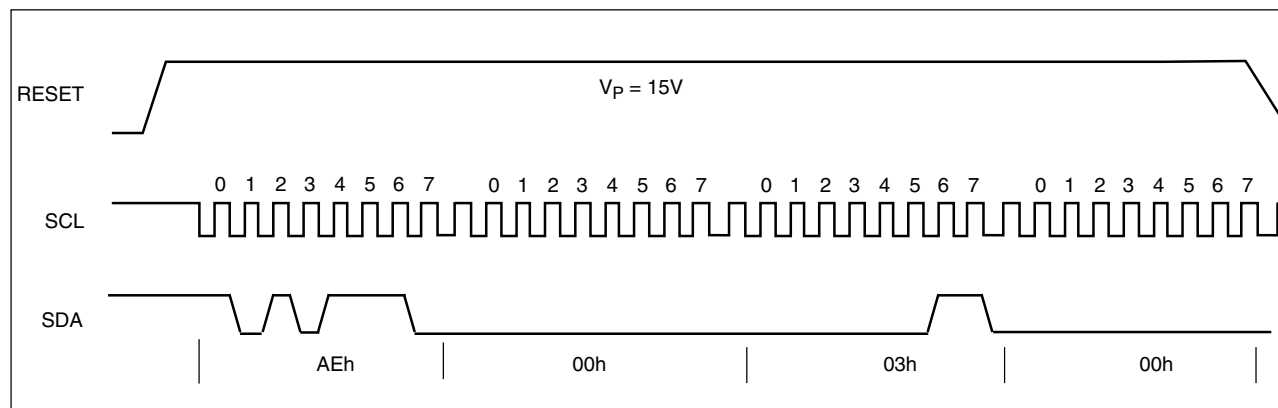 RESET
VP = 15V
0 1 2 3 4 5 6 7 0 1 2 3 4 5 6 7 0 1 2 3 4 5 6 7 0 1 2 3 4 5 6 7
SCL
SDA
AEh 00h 03h 00h